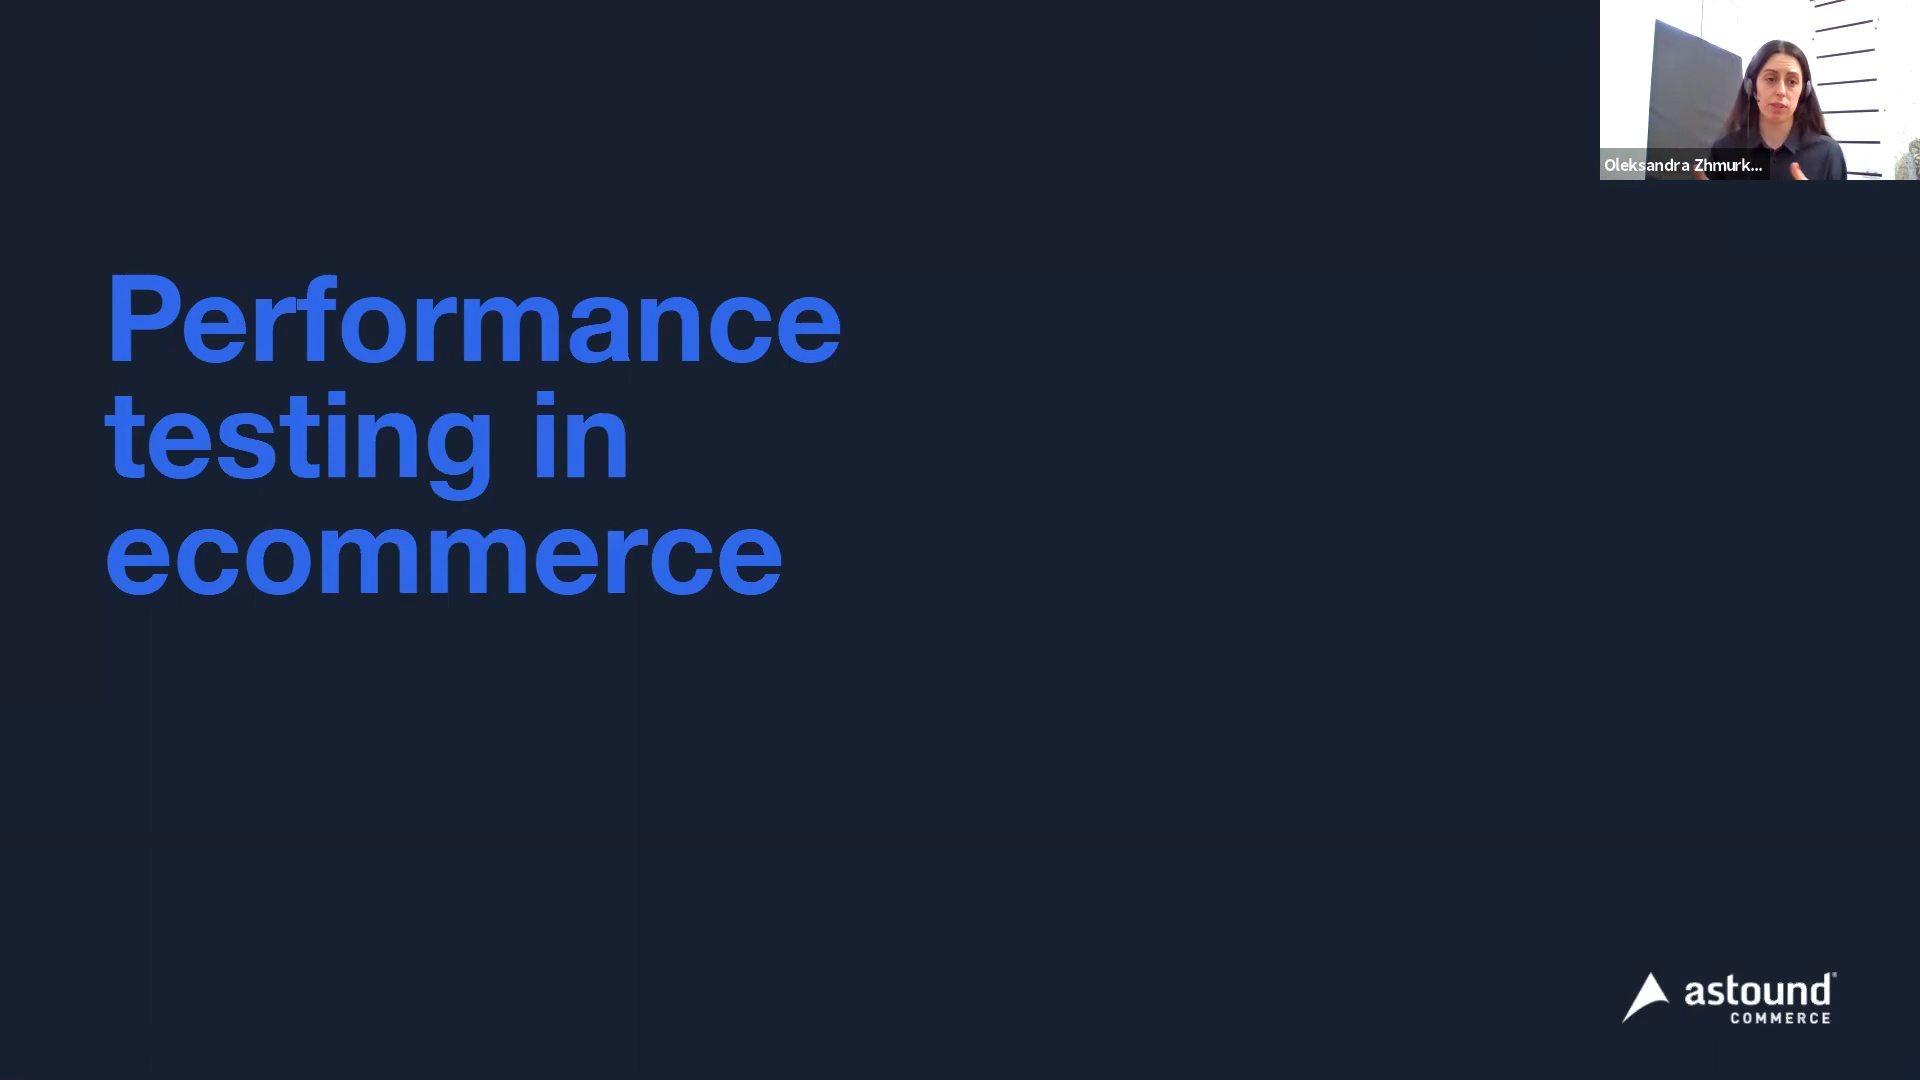 Oleksandra Zhmurk...
Performance
testing in
ecommerce
astound
COMMERCE